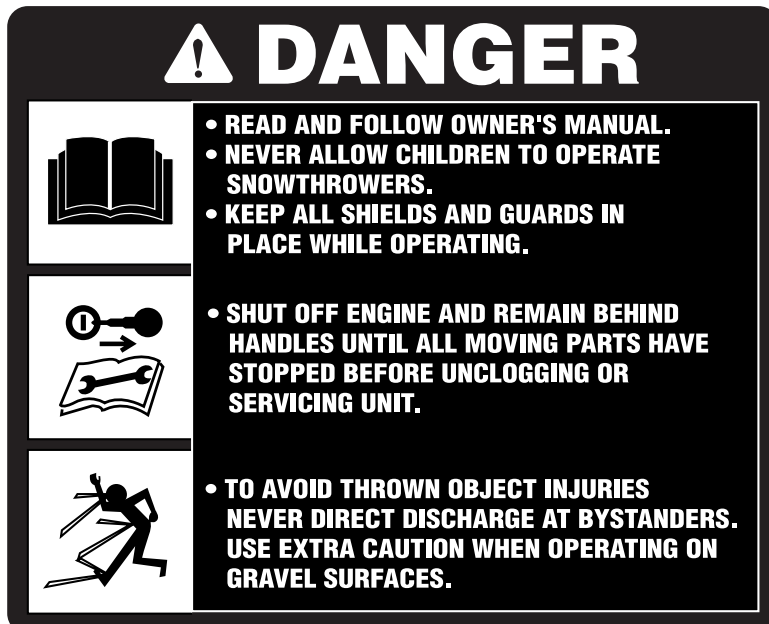 DANGER
• READ AND FOLLOW OWNER'S MANUAL.
• NEVER ALLOW CHILDREN TO OPERATE
SNOWTHROWERS.
• KEEP ALL SHIELDS AND GUARDS IN
PLACE WHILE OPERATING.
• SHUT OFF ENGINE AND REMAIN BEHIND
HANDLES UNTIL ALL MOVING PARTS HAVE
STOPPED BEFORE UNCLOGGING OR
SERVICING UNIT.
• TO AVOID THROWN OBJECT INJURIES
NEVER DIRECT DISCHARGE AT BYSTANDERS.
USE EXTRA CAUTION WHEN OPERATING ON
GRAVEL SURFACES.